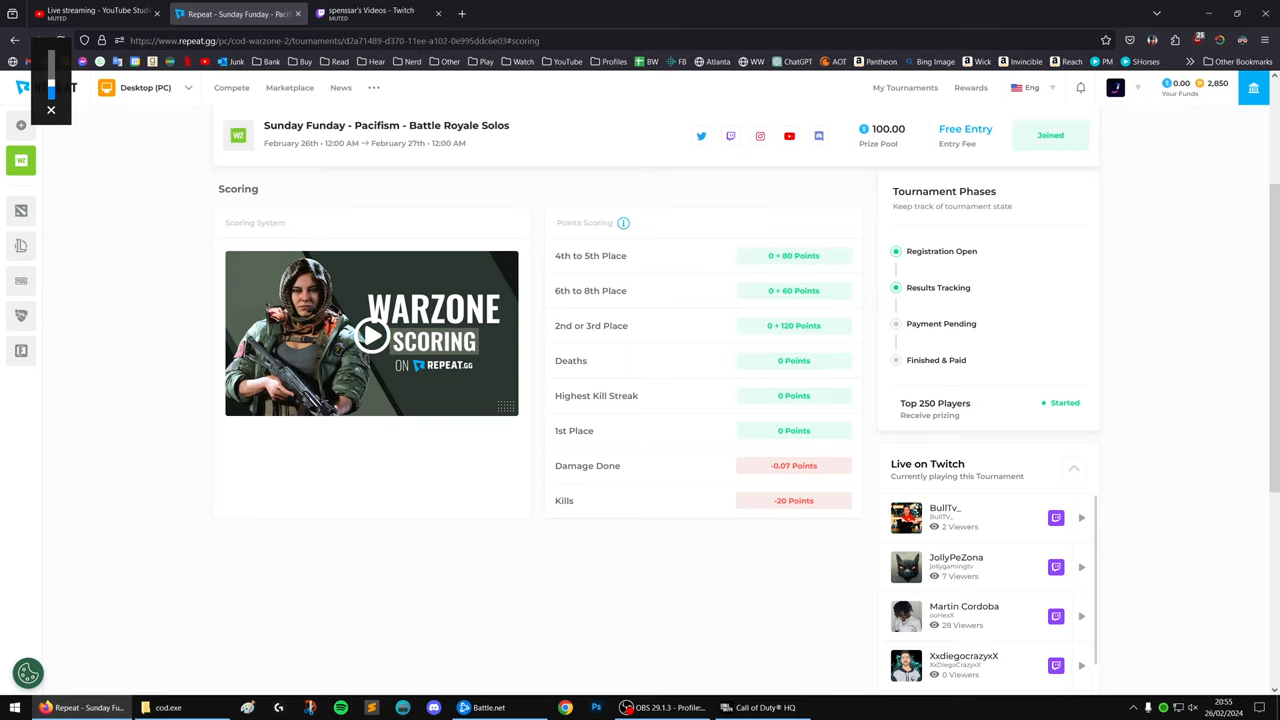 Live streaming - YouTube Studi
MUTED
Repeat - Sunday Funday - Pacifi
MUTED
spenssar's Videos - Twitch
MUTED
https://www.repeat.gg/pc/cod-warzone-2/tournaments/d2a71489-d370-11ee-a102-0e995ddc6e03#scoring
25
Junk
Bank
Buy
Read
Hear
Nerd
Play
Watch
YouTube
Profiles
BW
FB
Atlanta
WW
ChatGPT
AOT
Pantheon
Bing Image
Wick
Invincible
Reacher
PM
SHorses
Other Bookmarks
Desktop (PC)
Compete
Marketplace
News
My Tournaments
Rewards
Eng
0.00
2,850
Your Funds
WZ
Sunday Funday - Pacifism - Battle Royale Solos
February 26th • 12:00 AM → February 27th • 12:00 AM
100.00
Prize Pool
Free Entry
Entry Fee
Joined
Scoring
Scoring System
WARZONE
SCORING
ON REPEAT.GG
Points Scoring
4th to 5th Place
0 + 80 Points
6th to 8th Place
0 + 60 Points
2nd or 3rd Place
0 + 120 Points
Deaths
0 Points
Highest Kill Streak
0 Points
1st Place
0 Points
Damage Done
-0.07 Points
Kills
-20 Points
Tournament Phases
Keep track of tournament state
Registration Open
Results Tracking
Payment Pending
Finished & Paid
Top 250 Players
Receive prizing
Started
Live on Twitch
Currently playing this Tournament
BullTv_
BullTV_
2 Viewers
JollyPeZona
jollygamingtv
7 Viewers
Martin Cordoba
ooHexX
28 Viewers
XxdiegocrazyxX
XxDiegoCrazyxX
0 Viewers
Repeat - Sunday Fu...
cod.exe
Battle.net
OBS 29.1.3 - Profile:...
Call of Duty® HQ
20:55
26/02/2024